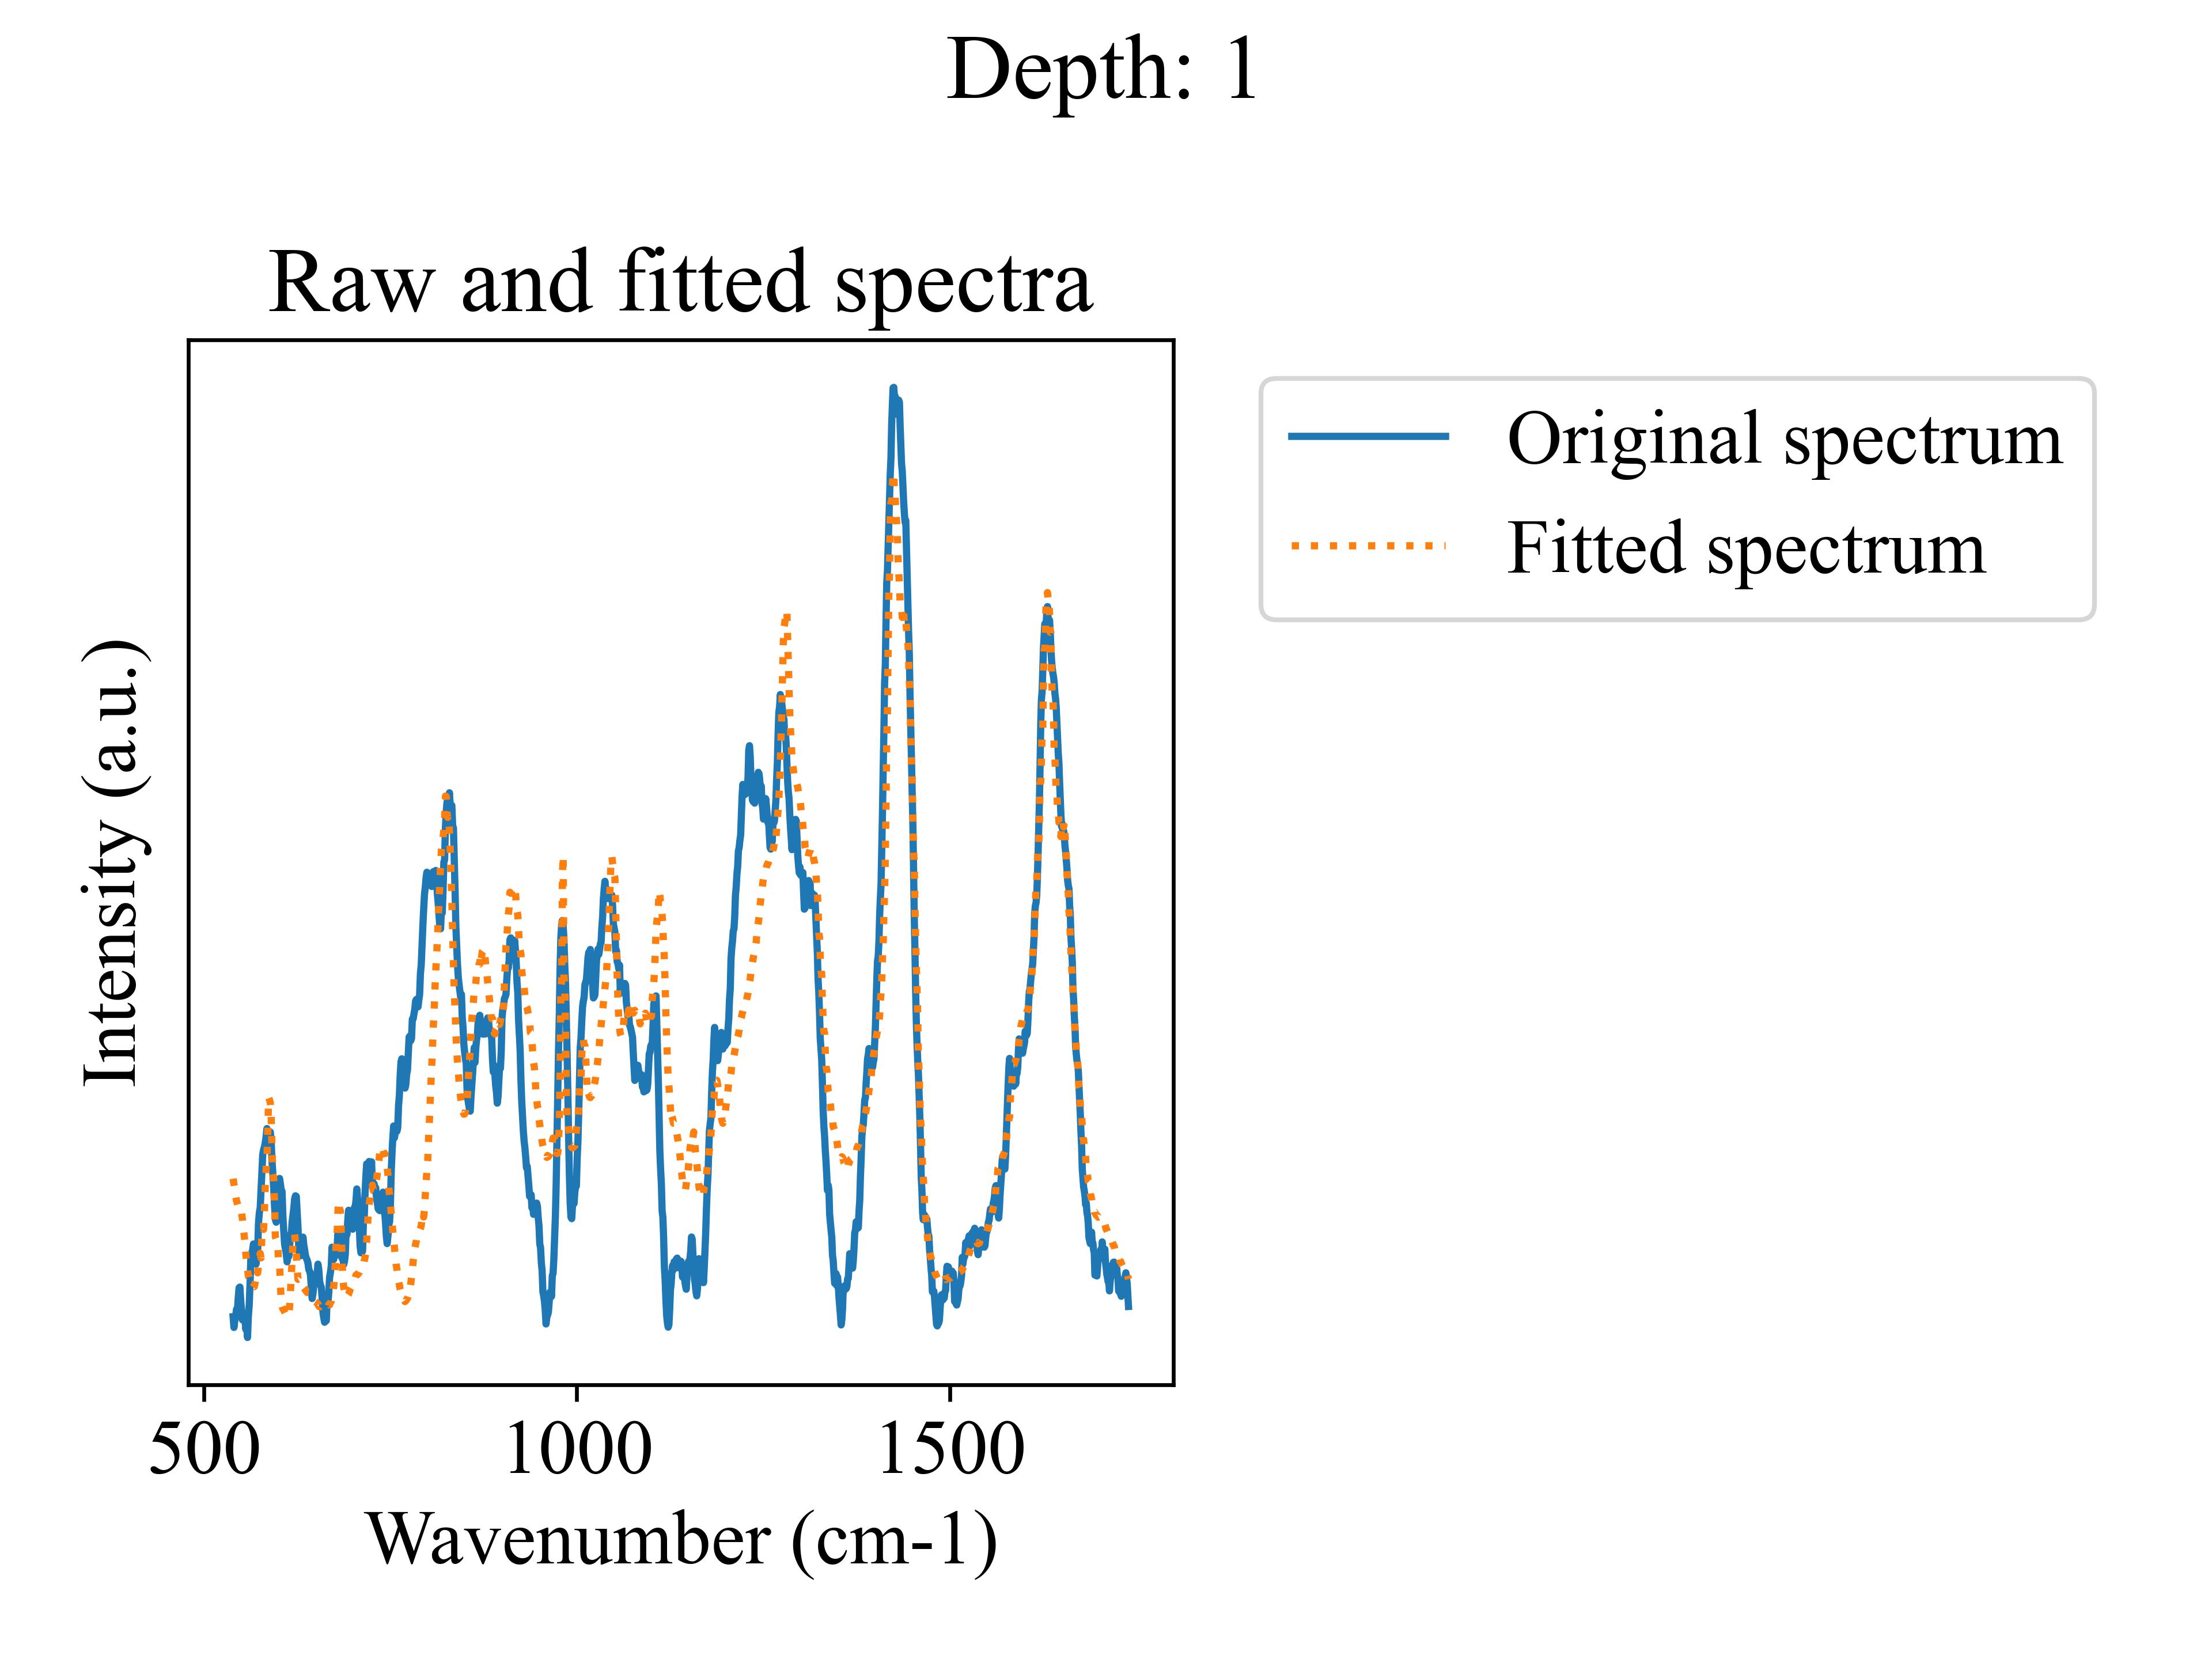 Depth: 1
Raw and fitted spectra
Original spectrum
Fitted spectrum
Intensity (a.u.)
500 1000 1500
Wavenumber (cm-1)